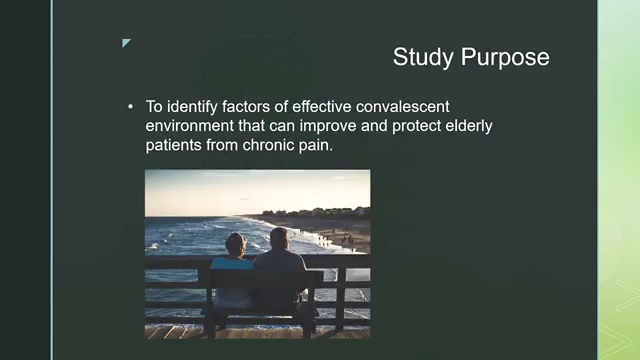 Study Purpose
• To identify factors of effective convalescent
environment that can improve and protect elderly
patients from chronic pain.